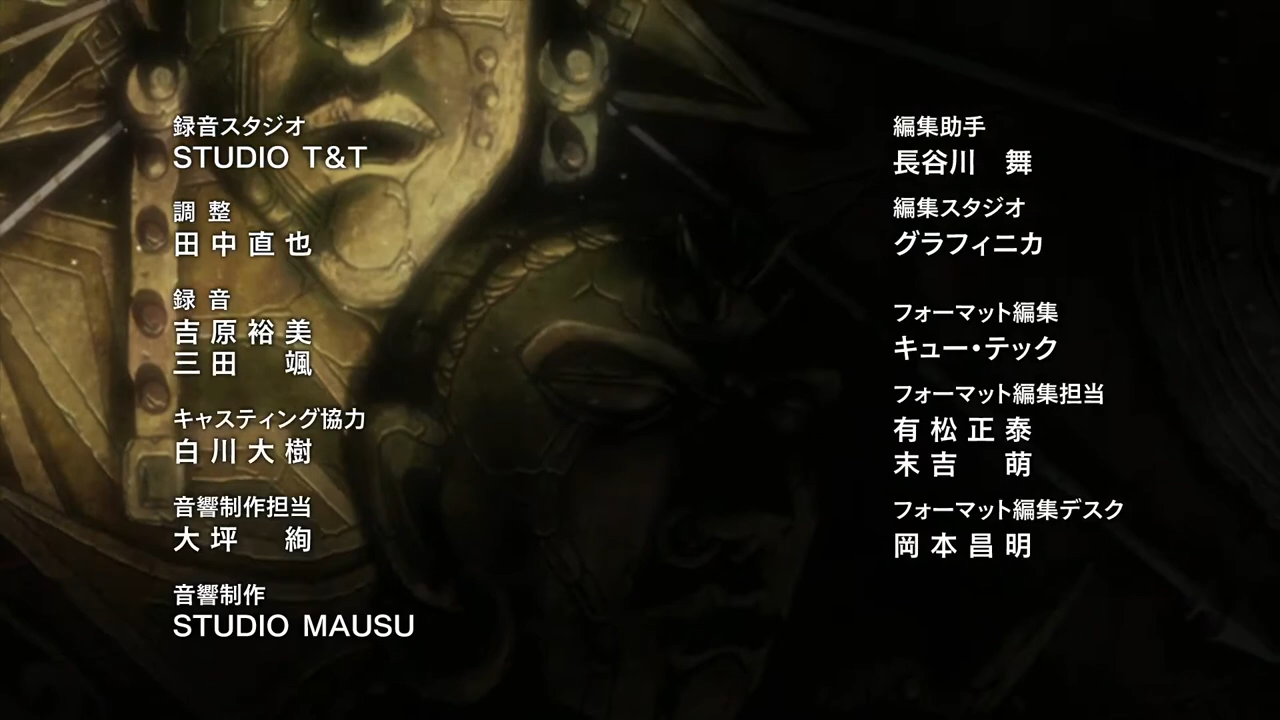 録音スタジオ
STUDIO T&T
調 整
田 中 直 也
録 音
吉 原 裕 美
三 田　 颯
キャスティング協力
白 川 大 樹
音響制作担当
大 坪　 絢
音響制作
STUDIO MAUSU
編集助手
長谷川　舞
編集スタジオ
グラフィニカ
フォーマット編集
キュー・テック
フォーマット編集担当
有 松 正 泰
末 吉　 萌
フォーマット編集デスク
岡 本 昌 明